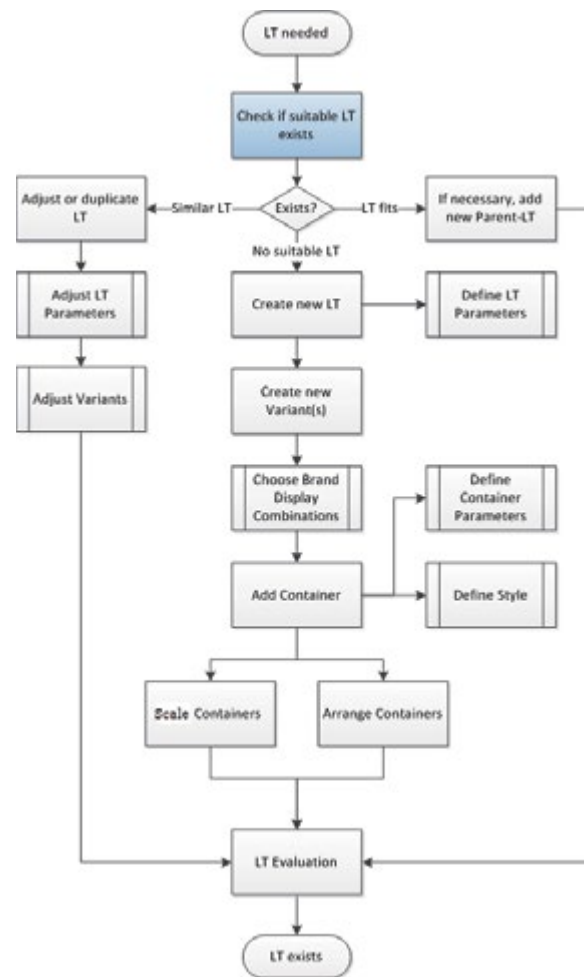 LT needed
Check if suitable LT
exists
Adjust or duplicate
LT
Similar LT
Exists?
LT fits
If necessary, add
new Parent-LT
No suitable LT
Adjust LT
Parameters
Create new LT
Define LT
Parameters
Adjust Variants
Create new
Variant(s)
Choose Brand
Display
Combinations
Define
Container
Parameters
Add Container
Define Style
Scale Containers
Arrange Containers
LT Evaluation
LT exists